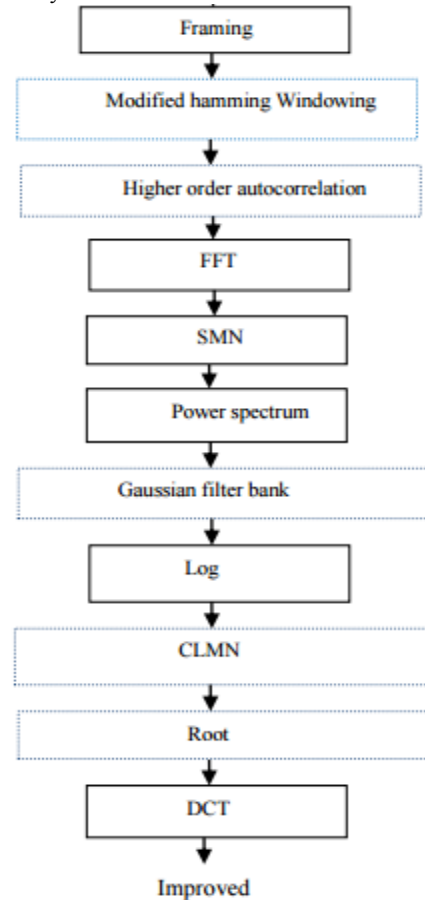 Framing
Modified hamming Windowing
Higher order autocorrelation
FFT
SMN
Power spectrum
Gaussian filter bank
Log
CLMN
Root
DCT
Improved